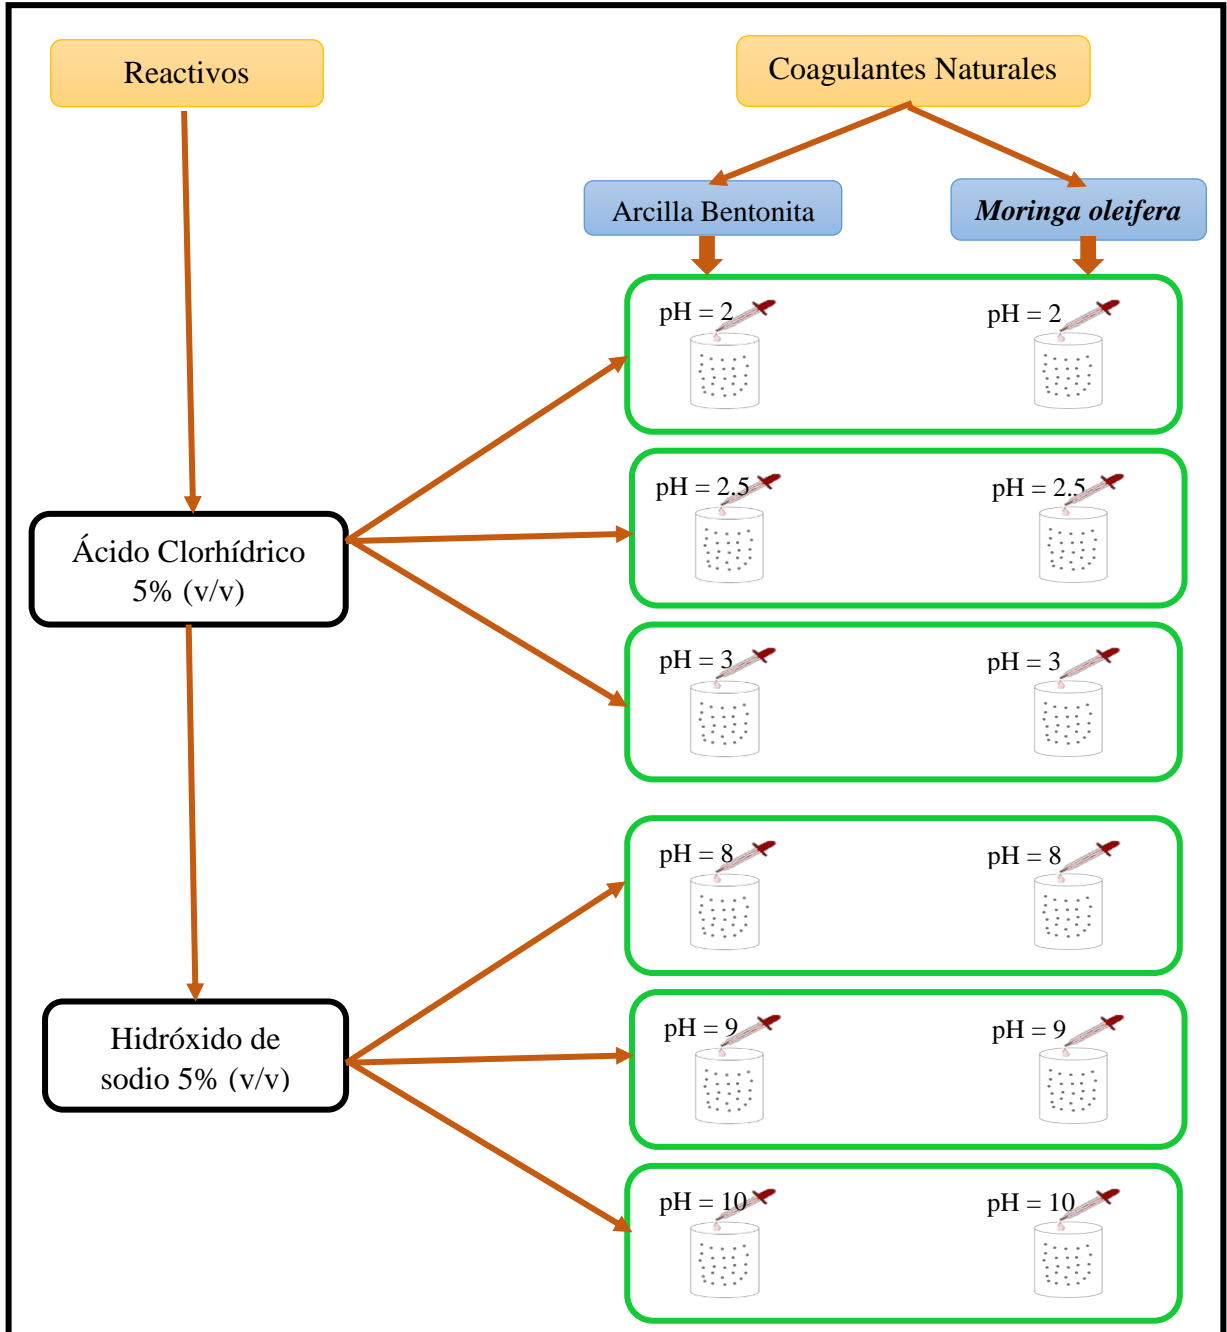 Reactivos
Coagulantes Naturales
Arcilla Bentonita
Moringa oleifera
pH = 2
pH = 2
pH = 2.5
pH = 2.5
Ácido Clorhídrico
5% (v/v)
pH = 3
pH = 3
pH = 8
pH = 8
Hidróxido de
sodio 5% (v/v)
pH = 9
pH = 9
pH = 10
pH = 10